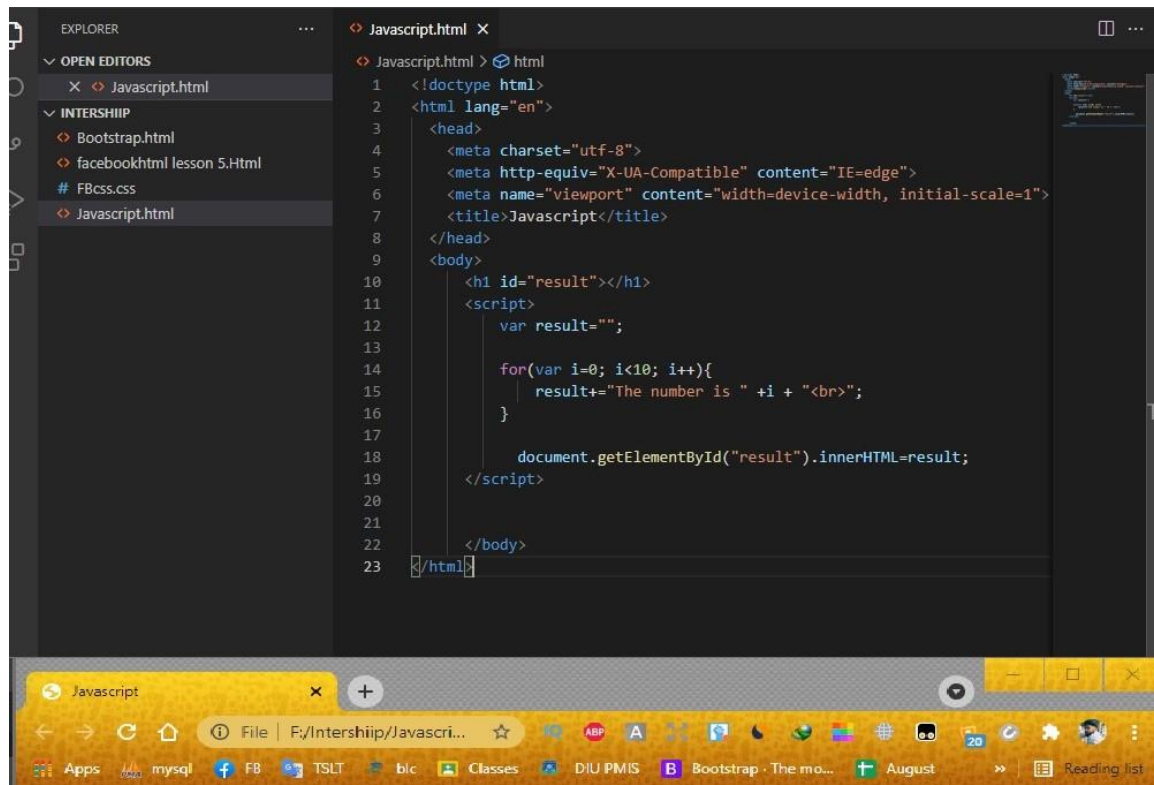 EXPLORER
OPEN EDITORS
Javascript.html
INTERSHIIP
Bootstrap.html
facebookhtml lesson 5.Html
# FBcss.css
Javascript.html
Javascript.html
Javascript.html > html
1 <!doctype html>
2 <html lang="en">
3 <head>
4 <meta charset="utf-8">
5 <meta http-equiv="X-UA-Compatible" content="IE=edge">
6 <meta name="viewport" content="width=device-width, initial-scale=1">
7 <title>Javascript</title>
8 </head>
9 <body>
10 <h1 id="result"></h1>
11 <script>
12 var result="";
13
14 for(var i=0; i<10; i++){
15 result+="The number is " +i + "<br>";
16 }
17
18 document.getElementById("result").innerHTML=result;
19 </script>
20
21
22 </body>
23 </html>
Javascript
File | F:/Intershiip/Javascri... ABP A 20
Apps mysql FB TSLT blc Classes DIU PMIS B Bootstrap · The mo... August » Reading list